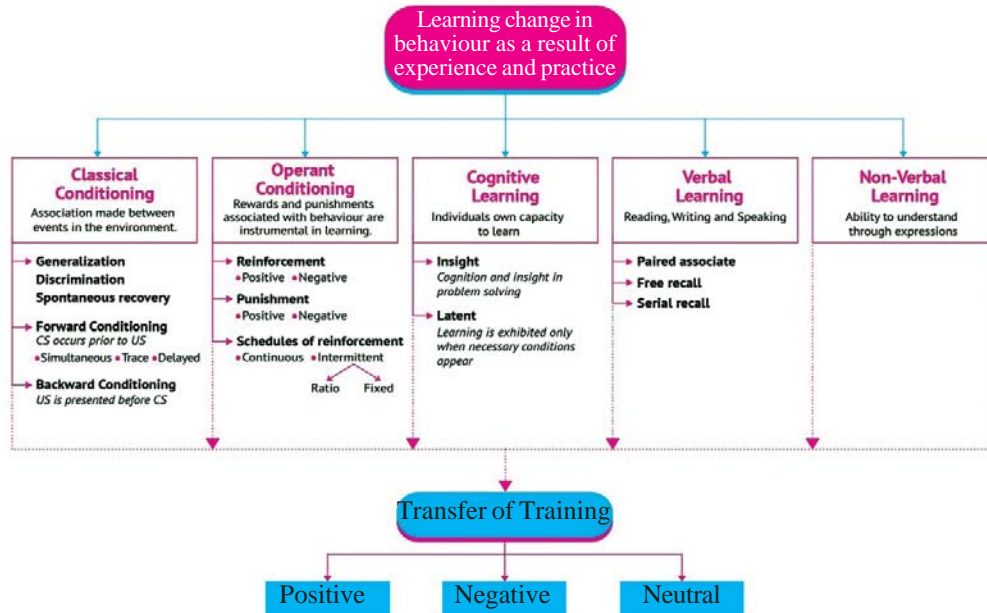 Learning change in
behaviour as a result of
experience and practice
Classical
Conditioning
Association made between
events in the environment.
Generalization
Discrimination
Spontaneous recovery
Forward Conditioning
CS occurs prior to US
•Simultaneous •Trace •Delayed
Backward Conditioning
US is presented before CS
Operant
Conditioning
Rewards and punishments
associated with behaviour are
instrumental in learning.
Reinforcement
•Positive •Negative
Punishment
•Positive •Negative
Schedules of reinforcement
•Continuous •Intermittent
Ratio Fixed
Cognitive
Learning
Individuals own capacity
to learn
Insight
Cognition and insight in
problem solving
Latent
Learning is exhibited only
when necessary conditions
appear
Verbal
Learning
Reading, Writing and Speaking
Paired associate
Free recall
Serial recall
Non-Verbal
Learning
Ability to understand
through expressions
Transfer of Training
Positive
Negative
Neutral